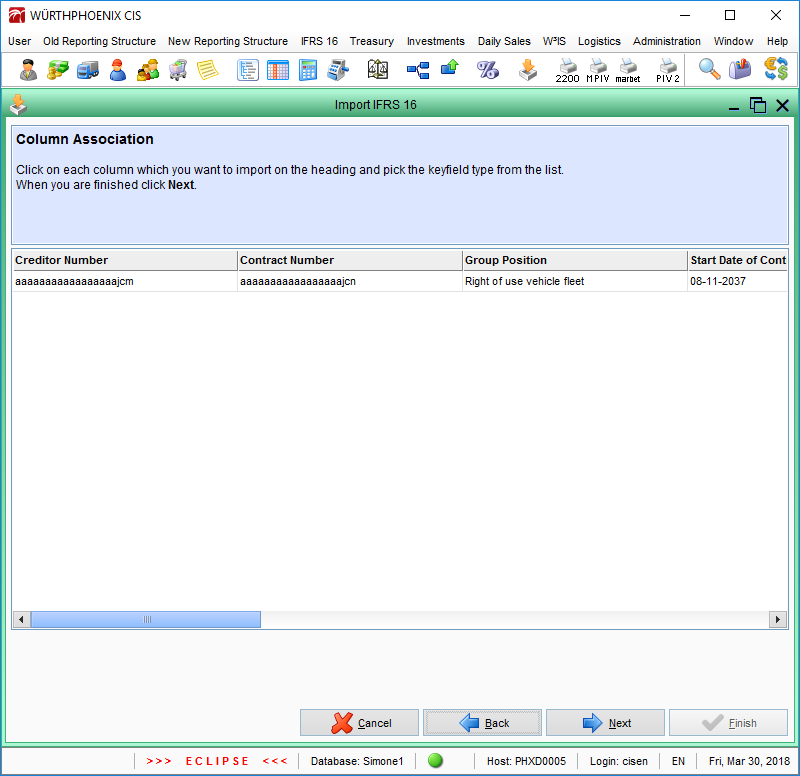 WÜRTHPHOENIX CIS
User Old Reporting Structure New Reporting Structure IFRS 16 Treasury Investments Daily Sales W³IS Logistics Administration Window Help
2200 MPIV marbet PIV2
Import IFRS 16
Column Association
Click on each column which you want to import on the heading and pick the keyfield type from the list.
When you are finished click Next.
Creditor Number Contract Number Group Position Start Date of Cont
aaaaaaaaaaaaaaaaajcm aaaaaaaaaaaaaaaaajcn Right of use vehicle fleet 08-11-2037
Cancel Back Next Finish
>>> ECLIPSE <<< Database: Simone1 Host: PHXD0005 Login: cisen EN Fri, Mar 30, 2018